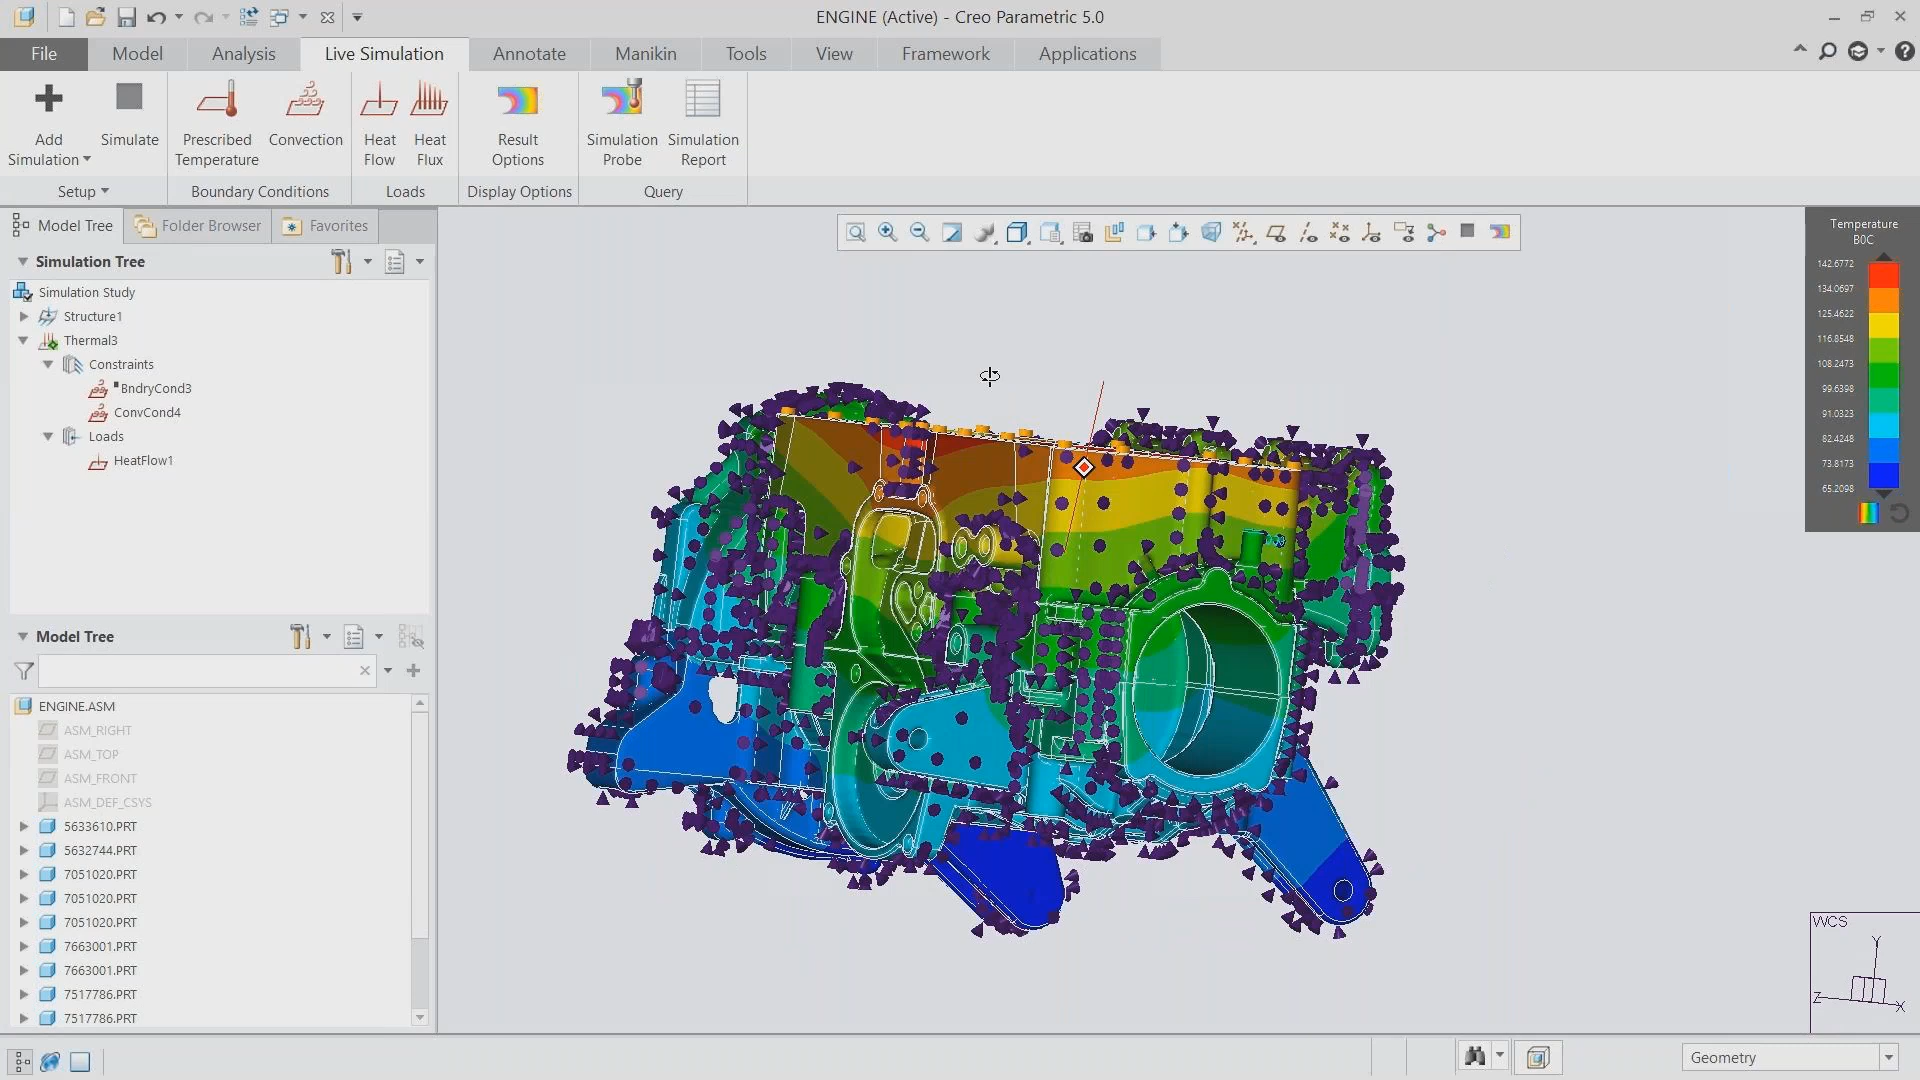 ENGINE (Active) - Creo Parametric 5.0
File
Model
Analysis
Live Simulation
Annotate
Manikin
Tools
View
Framework
Applications
Add
Simulation
Simulate
Prescribed
Temperature
Convection
Heat
Flow
Heat
Flux
Result
Options
Simulation
Probe
Simulation
Report
Setup
Boundary Conditions
Loads
Display Options
Query
Model Tree
Folder Browser
Favorites
Simulation Tree
Simulation Study
Structure1
Thermal3
Constraints
BndryCond3
ConvCond4
Loads
HeatFlow1
Model Tree
ENGINE.ASM
ASM_RIGHT
ASM_TOP
ASM_FRONT
ASM_DEF_CSYS
5633610.PRT
5632744.PRT
7051020.PRT
7051020.PRT
7051020.PRT
7663001.PRT
7663001.PRT
7517786.PRT
7517786.PRT
Temperature
B0C
142.6772
134.0697
125.4622
116.8548
108.2473
99.6398
91.0323
82.4248
73.8173
65.2098
WCS
Y
Z
X
Geometry